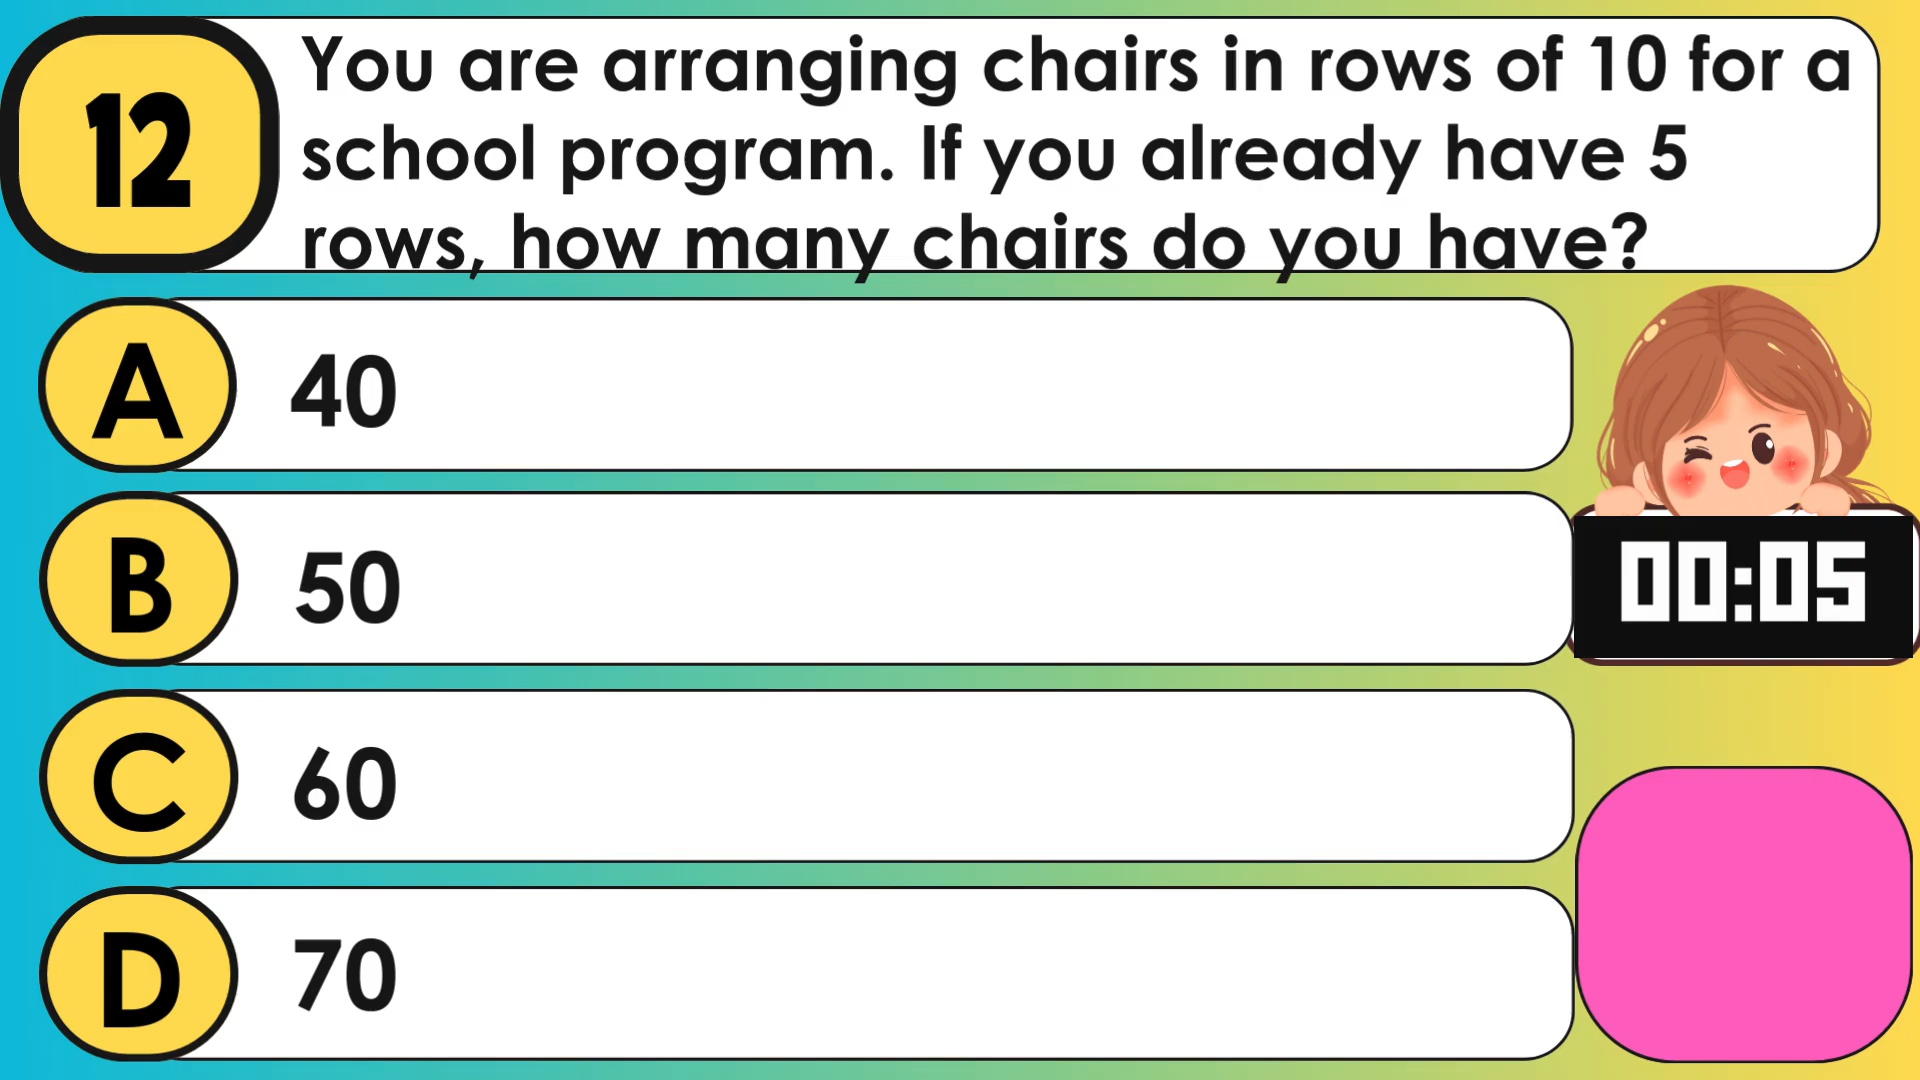 12
You are arranging chairs in rows of 10 for a
school program. If you already have 5
rows, how many chairs do you have?
A
40
B
50
00:05
C
60
D
70